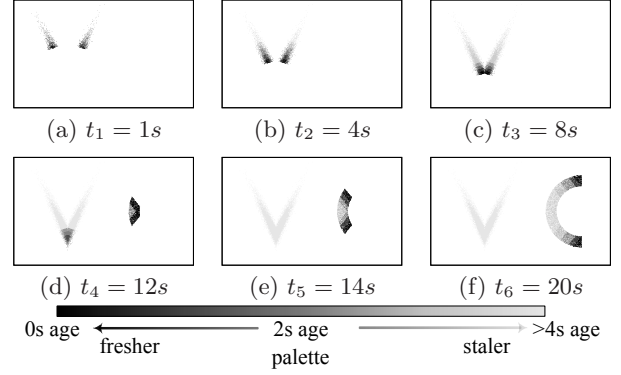 (a) t₁ = 1s
(b) t₂ = 4s
(c) t₃ = 8s
(d) t₄ = 12s
(e) t₅ = 14s
(f) t₆ = 20s
0s age
2s age
>4s age
fresher
palette
staler